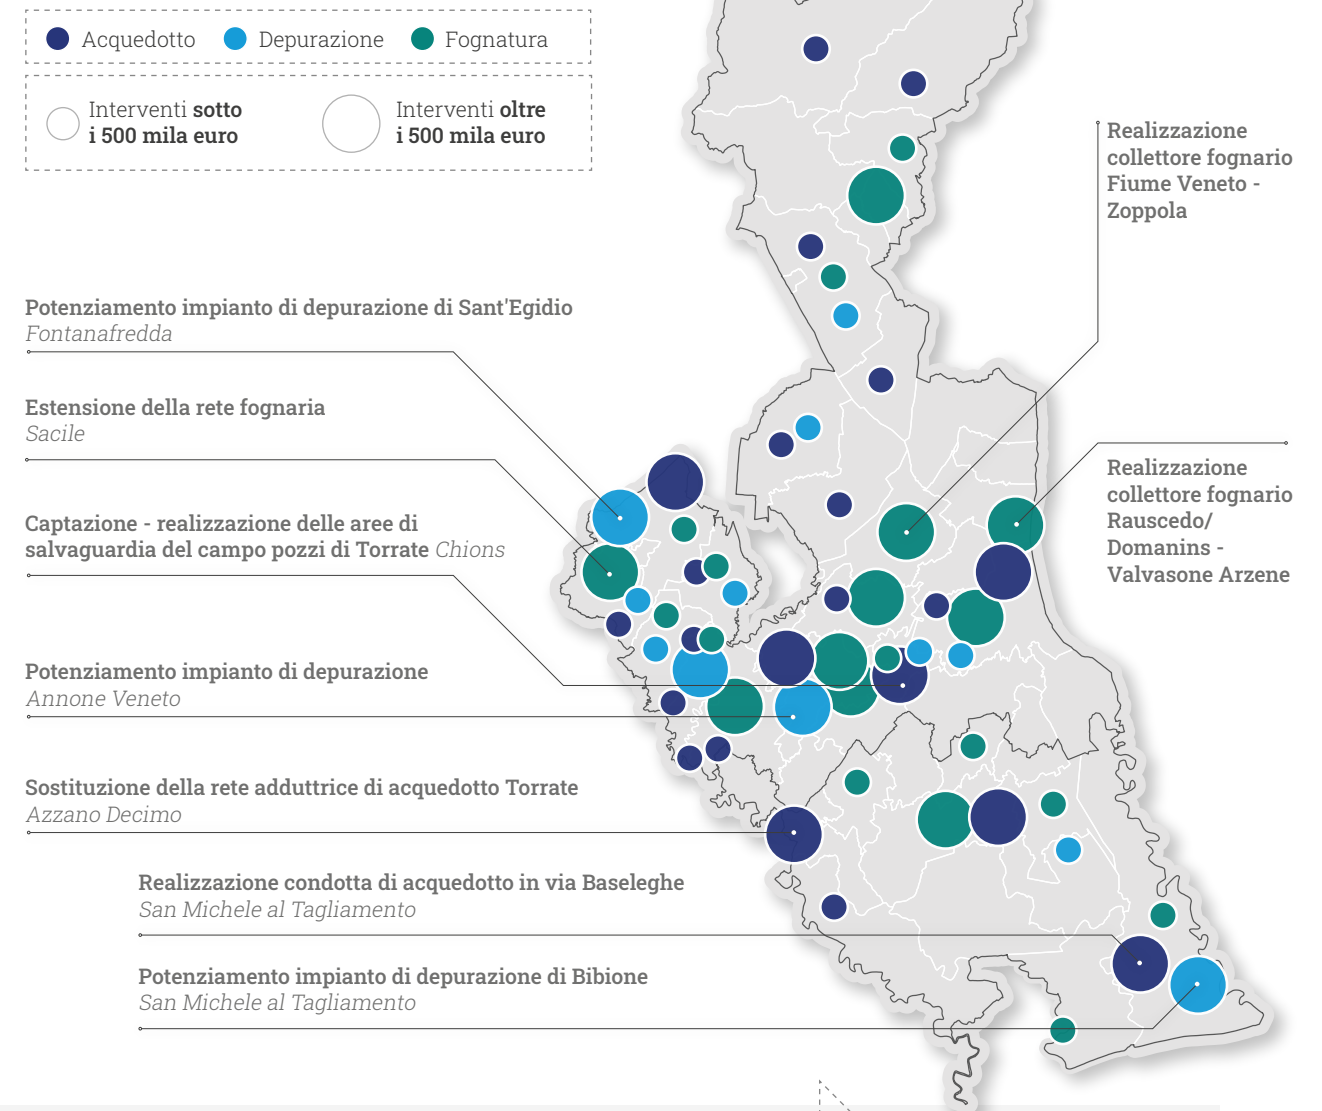 Acquedotto
Depurazione
Fognatura
Interventi sotto
i 500 mila euro
Interventi oltre
i 500 mila euro
Realizzazione
collettore fognario
Fiume Veneto -
Zoppola
Potenziamento impianto di depurazione di Sant'Egidio
Fontanafredda
Estensione della rete fognaria
Sacile
Realizzazione
collettore fognario
Rauscedo/
Domanins -
Valvasone Arzene
Captazione - realizzazione delle aree di
salvaguardia del campo pozzi di Torrate Chions
Potenziamento impianto di depurazione
Annone Veneto
Sostituzione della rete adduttrice di acquedotto Torrate
Azzano Decimo
Realizzazione condotta di acquedotto in via Baseleghe
San Michele al Tagliamento
Potenziamento impianto di depurazione di Bibione
San Michele al Tagliamento